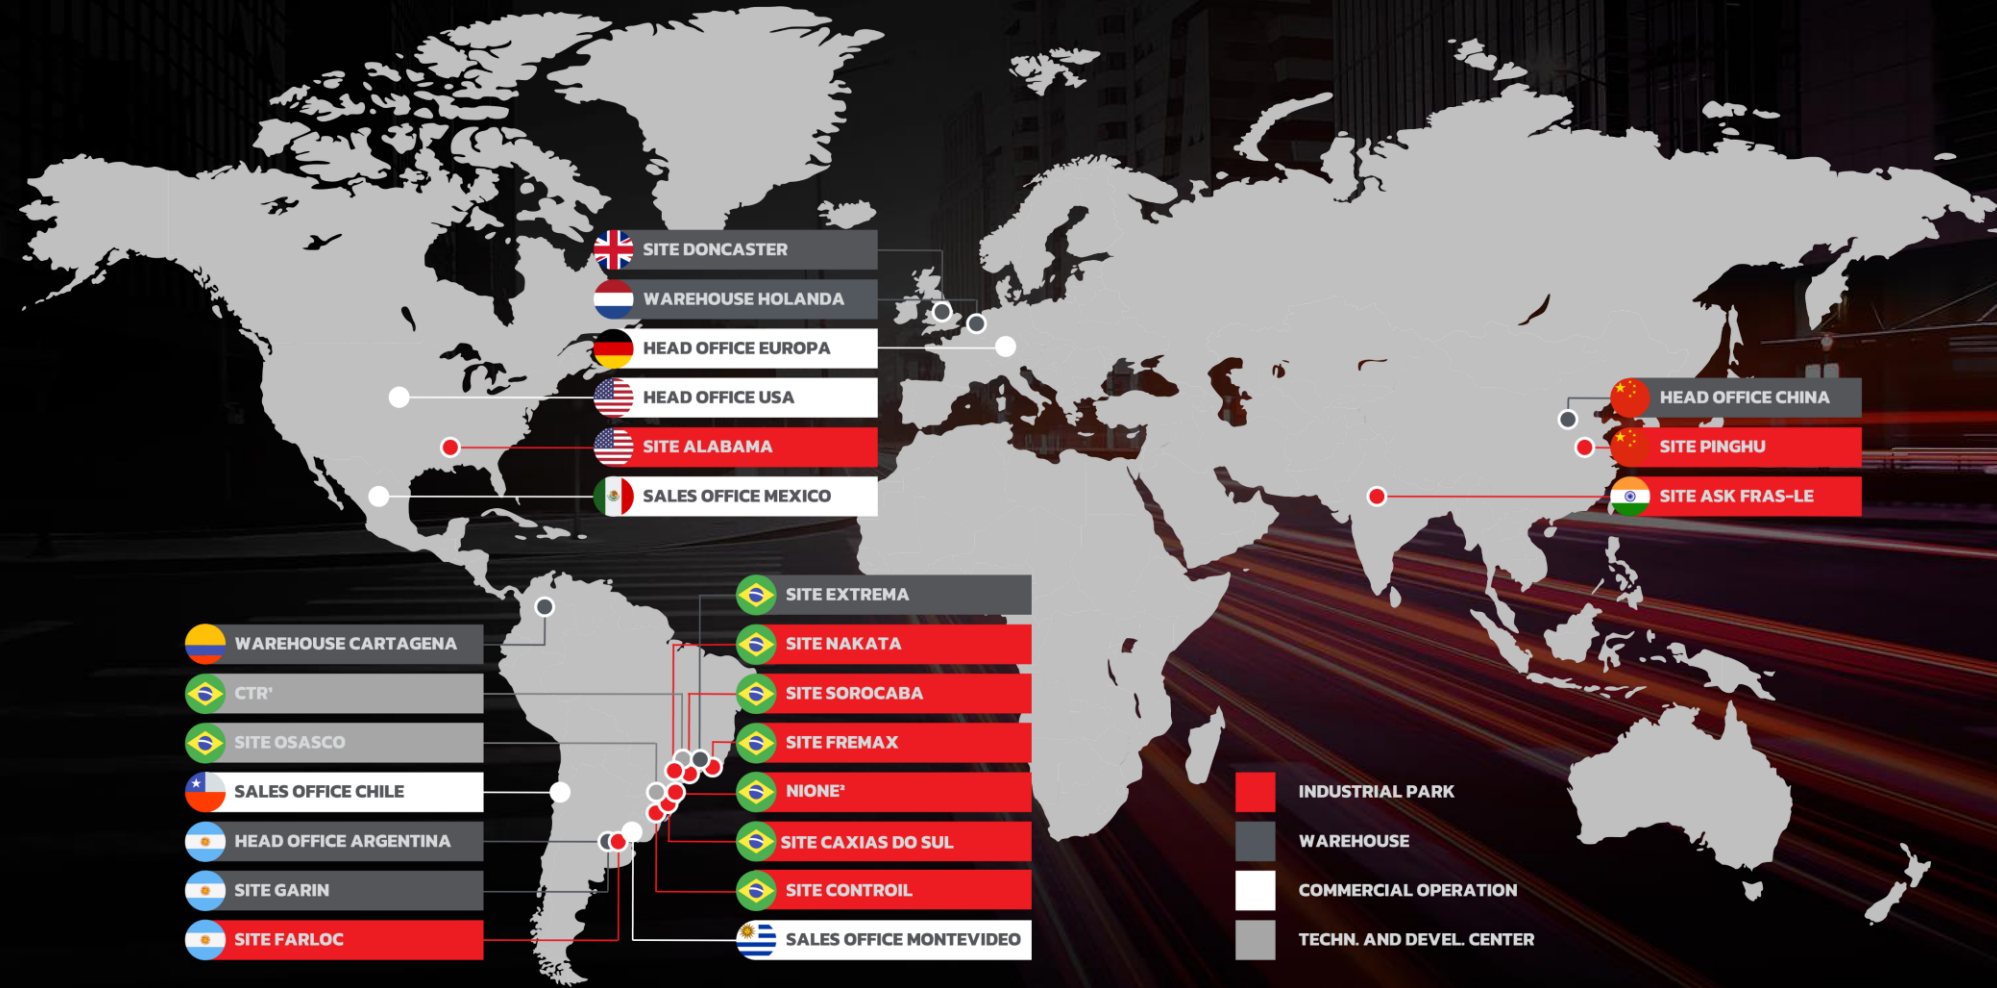 SITE DONCASTER
WAREHOUSE HOLANDA
HEAD OFFICE EUROPA
HEAD OFFICE USA
SITE ALABAMA
SALES OFFICE MEXICO
HEAD OFFICE CHINA
SITE PINGHU
SITE ASK FRAS-LE
WAREHOUSE CARTAGENA
CTR¹
SITE OSASCO
SALES OFFICE CHILE
HEAD OFFICE ARGENTINA
SITE GARIN
SITE FARLOC
SITE EXTREMA
SITE NAKATA
SITE SOROCABA
SITE FREMAX
NIONE²
SITE CAXIAS DO SUL
SITE CONTROIL
SALES OFFICE MONTEVIDEO
INDUSTRIAL PARK
WAREHOUSE
COMMERCIAL OPERATION
TECHN. AND DEVEL. CENTER